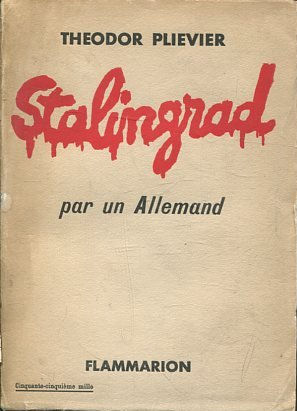 THEODOR PLIEVIER
Stalingrad
par un Allemand
FLAMMARION
Cinquante-cinquième mille